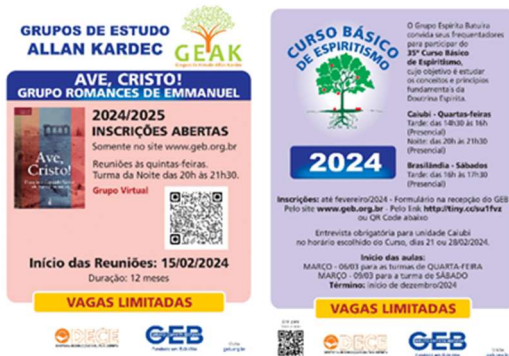 GRUPOS DE ESTUDO
ALLAN KARDEC
GEAK
AVE, CRISTO!
GRUPO ROMANCES DE EMMANUEL
Ave,
Cristo!
2024/2025
INSCRIÇÕES ABERTAS
Somente no site www.geb.org.br
Reuniões às quintas-feiras.
Turma da Noite das 20h às 21h30.
Grupo Virtual
Início das Reuniões: 15/02/2024
Duração: 12 meses
VAGAS LIMITADAS
DECE
GEB
CURSO BÁSICO
DE ESPIRITISMO
2024
O Grupo Espírita Batuíra
convida seus frequentadores
para participar do
35º Curso Básico
de Espiritismo,
cujo objetivo é estudar
os conceitos e princípios
fundamentais da
Doutrina Espírita.
Caiubi - Quartas-feiras
Tarde: das 14h30 às 16h
(Presencial)
Noite: das 20h às 21h30
(Presencial)
Brasilândia - Sábados
Tarde: das 16h às 17h30
(Presencial)
Inscrições: até fevereiro/2024 - Formulário na recepção do GEB
Pelo site www.geb.org.br - Pelo link http://tiny.cc/su1fvz
ou QR Code abaixo
Entrevista obrigatória para unidade Caiubi
no horário escolhido do Curso, dias 21 ou 28/02/2024.
Início das aulas:
MARÇO - 06/03 para as turmas de QUARTA-FEIRA
MARÇO - 09/03 para a turma de SÁBADO
Término: início de dezembro/2024
VAGAS LIMITADAS
DECE
GEB